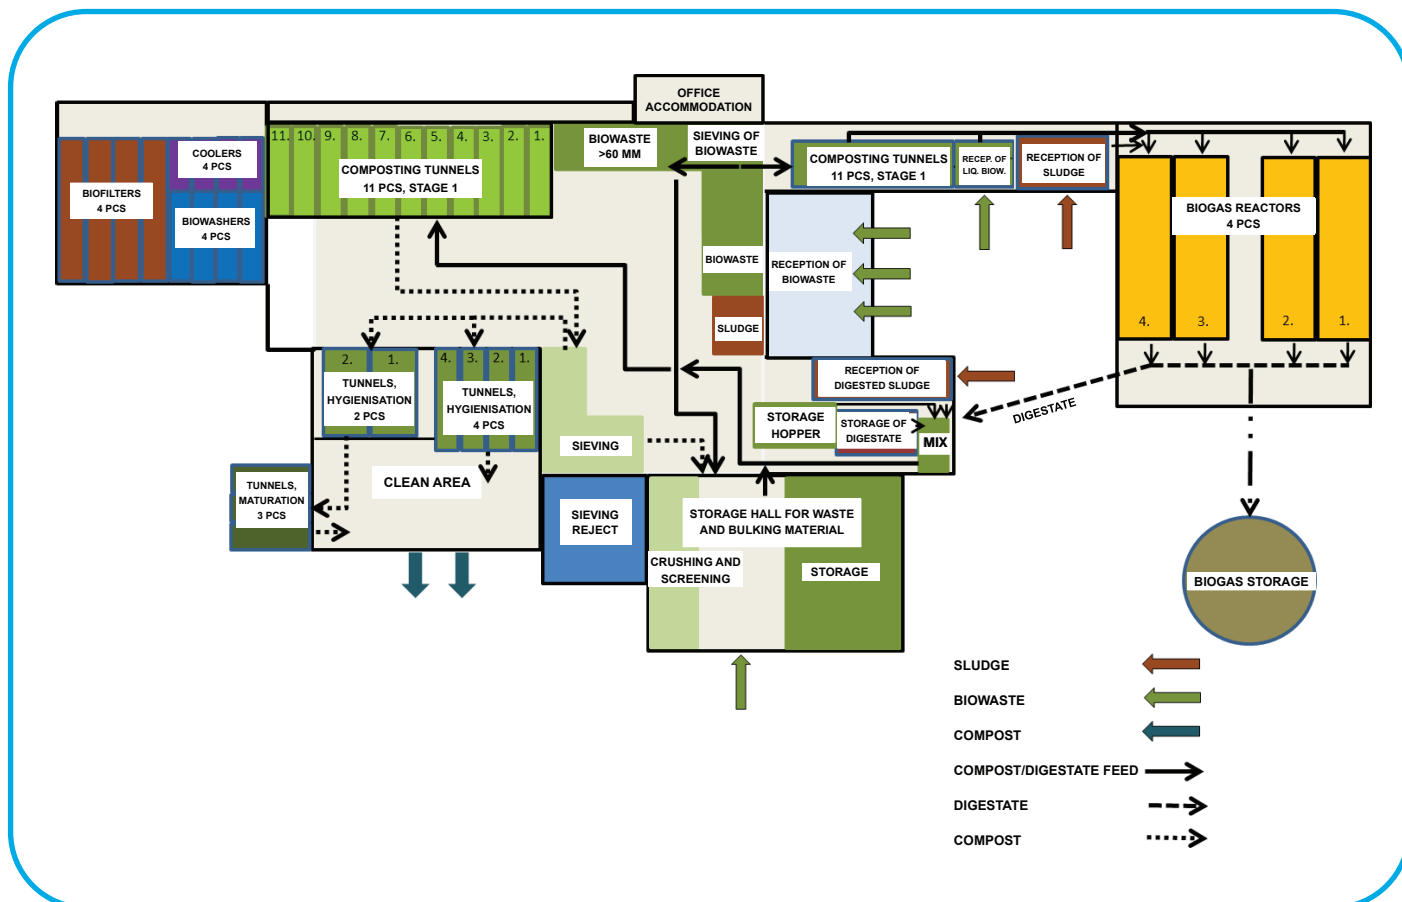 OFFICE
ACCOMMODATION
11. 10. 9. 8. 7. 6. 5. 4. 3. 2. 1.
COMPOSTING TUNNELS
11 PCS, STAGE 1
COOLERS
4 PCS
BIOFILTERS
4 PCS
BIOWASHERS
4 PCS
BIOWASTE
>60 MM
SIEVING OF
BIOWASTE
COMPOSTING TUNNELS
11 PCS, STAGE 1
RECEP. OF
LIQ. BIOW.
RECEPTION OF
SLUDGE
BIOGAS REACTORS
4 PCS
4. 3. 2. 1.
BIOWASTE
RECEPTION OF
BIOWASTE
SLUDGE
RECEPTION OF
DIGESTED SLUDGE
DIGESTATE
STORAGE
HOPPER
STORAGE OF
DIGESTATE
MIX
2. 1.
TUNNELS,
HYGIENISATION
2 PCS
4. 3. 2. 1.
TUNNELS,
HYGIENISATION
4 PCS
SIEVING
CLEAN AREA
TUNNELS,
MATURATION
3 PCS
SIEVING
REJECT
STORAGE HALL FOR WASTE
AND BULKING MATERIAL
CRUSHING AND
SCREENING
STORAGE
BIOGAS STORAGE
SLUDGE
BIOWASTE
COMPOST
COMPOST/DIGESTATE FEED
DIGESTATE
COMPOST